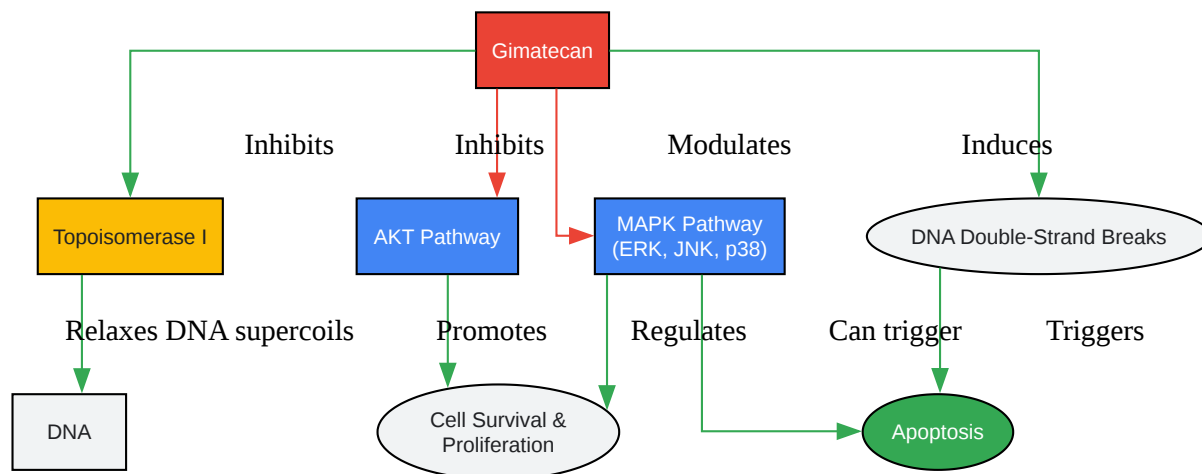 Gimatecan
Inhibits
Inhibits
Modulates
Induces
Topoisomerase I
AKT Pathway
MAPK Pathway
(ERK, JNK, p38)
DNA Double-Strand Breaks
Relaxes DNA supercoils
Promotes
Regulates
Can trigger
Triggers
DNA
Cell Survival &
Proliferation
Apoptosis